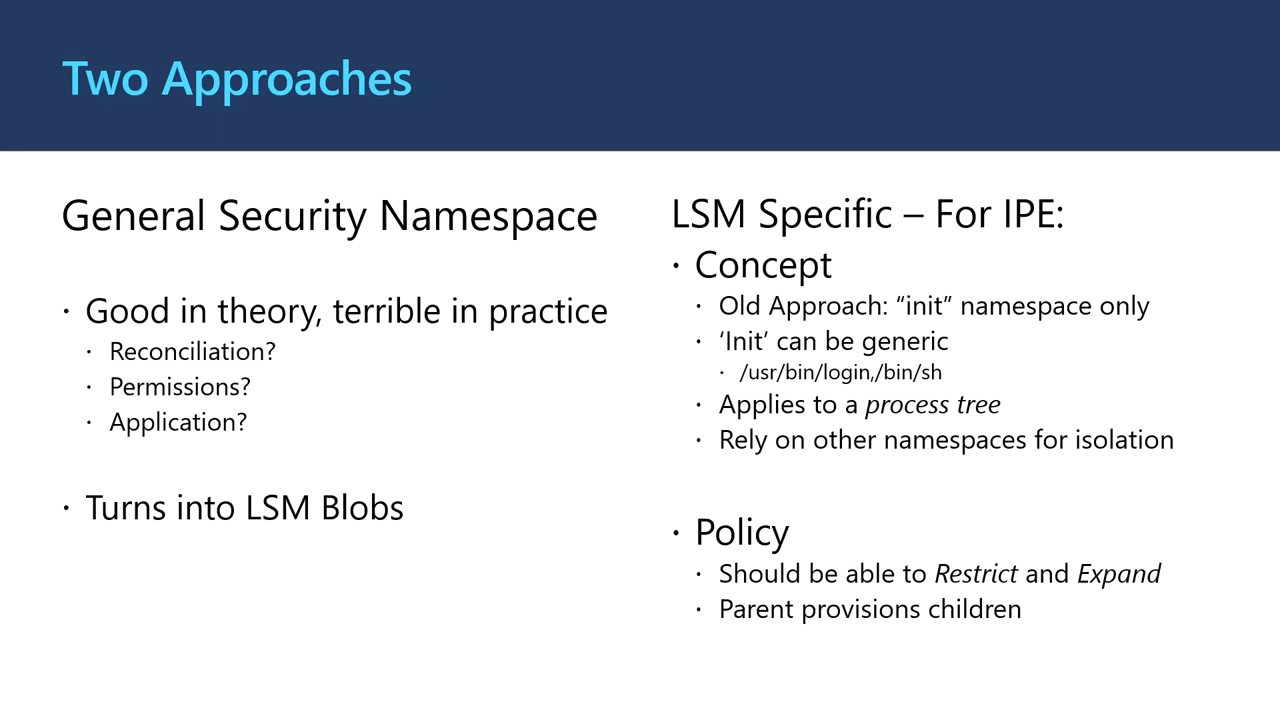 Two Approaches
General Security Namespace
· Good in theory, terrible in practice
· Reconciliation?
· Permissions?
· Application?
· Turns into LSM Blobs
LSM Specific – For IPE:
· Concept
· Old Approach: “init” namespace only
· ‘Init’ can be generic
· /usr/bin/login,/bin/sh
· Applies to a process tree
· Rely on other namespaces for isolation
· Policy
· Should be able to Restrict and Expand
· Parent provisions children